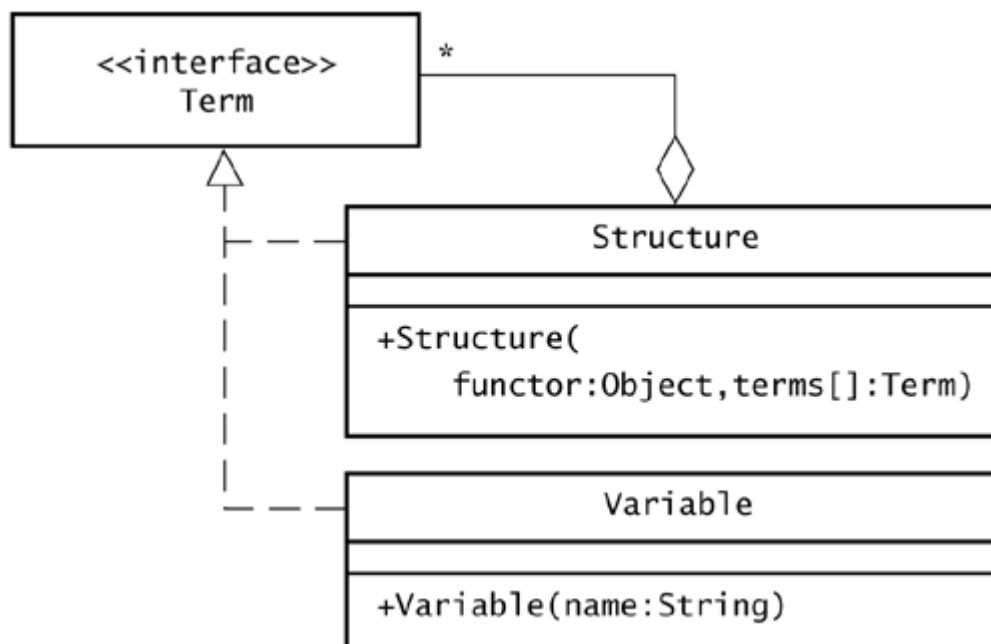 <<interface>>
Term
*
Structure
+Structure(
functor:Object,terms[]:Term)
Variable
+Variable(name:String)